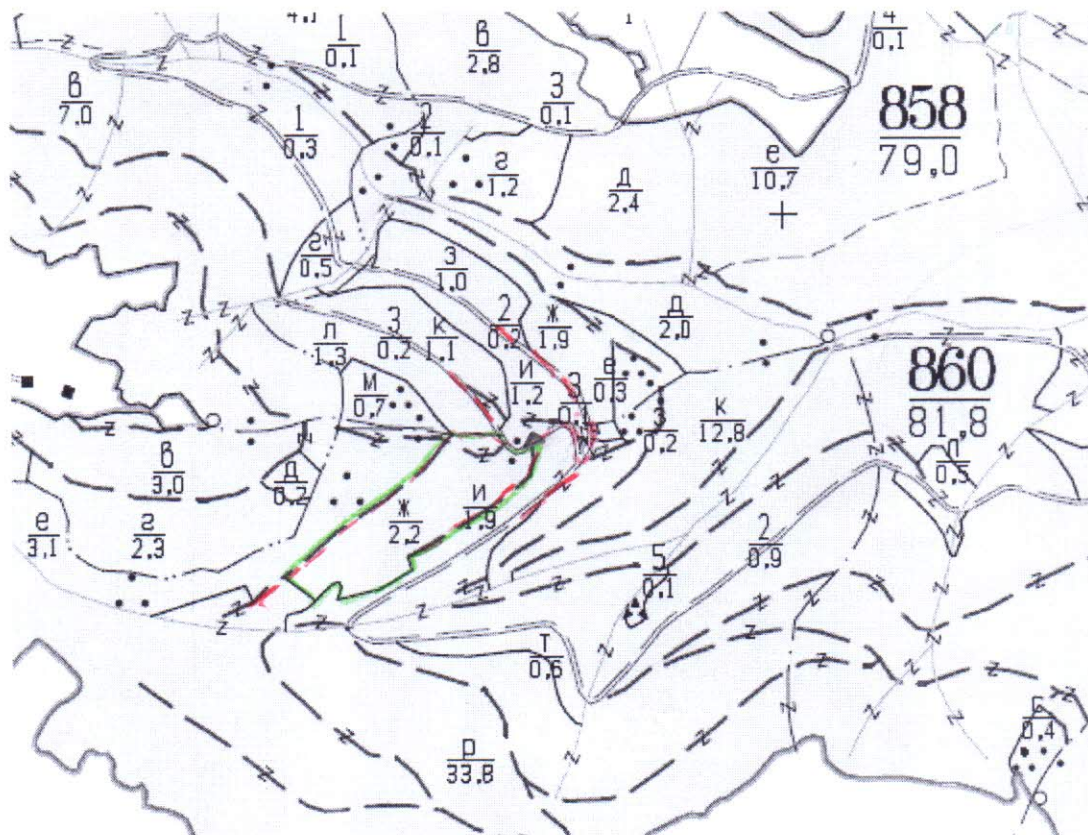 4,1
1
0,1
в
2,8
4
0,1
в
7,0
3
0,1
858
79,0
1
0,3
2
0,1
г
1,2
д
2,4
е
10,7
г
0,5
з
1,0
л
1,3
3
0,2
к
1,1
2
0,2
ж
1,9
д
2,0
и
1,2
е
0,3
860
81,8
м
0,7
3
3
0,2
к
12,8
п
0,5
в
3,0
д
0,2
ж
2,2
и
1,9
е
3,1
г
2,3
2
0,9
5
0,1
т
0,6
с
0,4
р
33,8